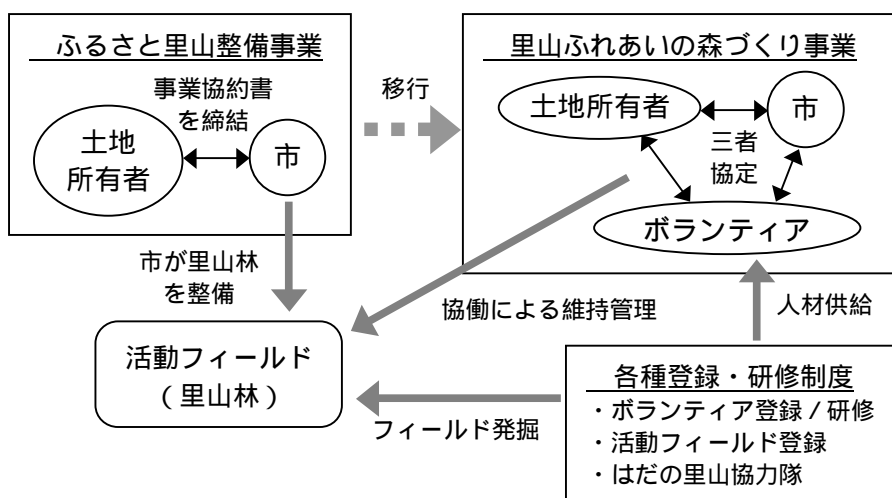 ふるさと里山整備事業
事業協約書
を締結
土地
所有者
市
移行
里山ふれあいの森づくり事業
土地所有者
市
三者
協定
ボランティア
市が里山林
を整備
協働による維持管理
人材供給
活動フィールド
（里山林）
フィールド発掘
各種登録・研修制度
・ボランティア登録/研修
・活動フィールド登録
・はだの里山協力隊